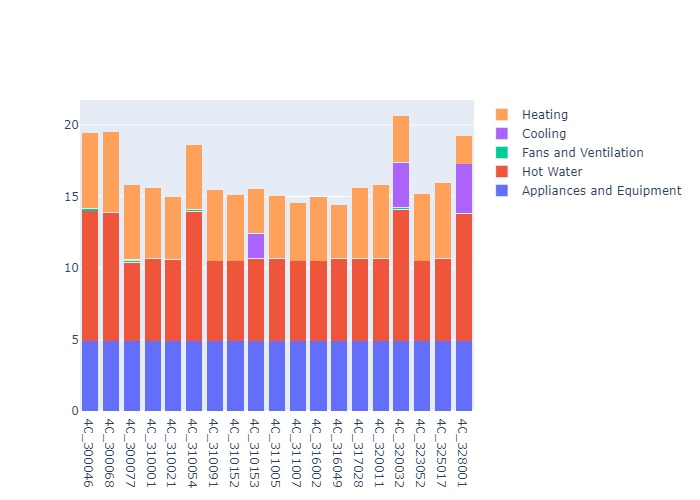 Heating
Cooling
Fans and Ventilation
Hot Water
Appliances and Equipment
20
15
10
5
0
4C_300046
4C_300068
4C_300077
4C_310001
4C_310021
4C_310054
4C_310091
4C_310152
4C_310153
4C_311005
4C_311007
4C_316002
4C_316049
4C_317028
4C_320011
4C_320032
4C_323052
4C_325017
4C_328001